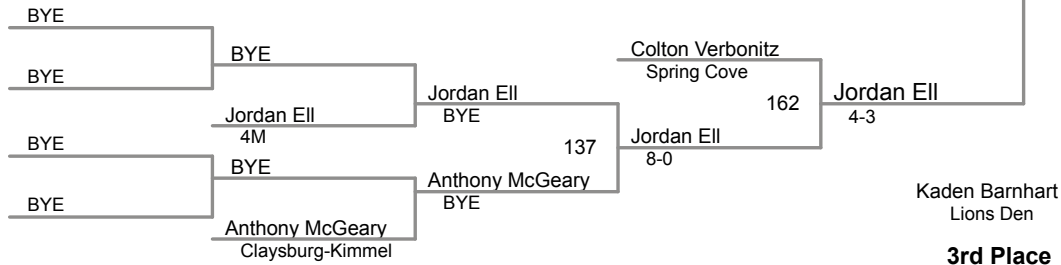 BYE
BYE
BYE
Jordan Ell
4M
BYE
BYE
BYE
Anthony McGeary
Claysburg-Kimmel
Jordan Ell
BYE
137
Anthony McGeary
BYE
Colton Verbonitz
Spring Cove
162
Jordan Ell
8-0
Jordan Ell
4-3
Kaden Barnhart
Lions Den
3rd Place